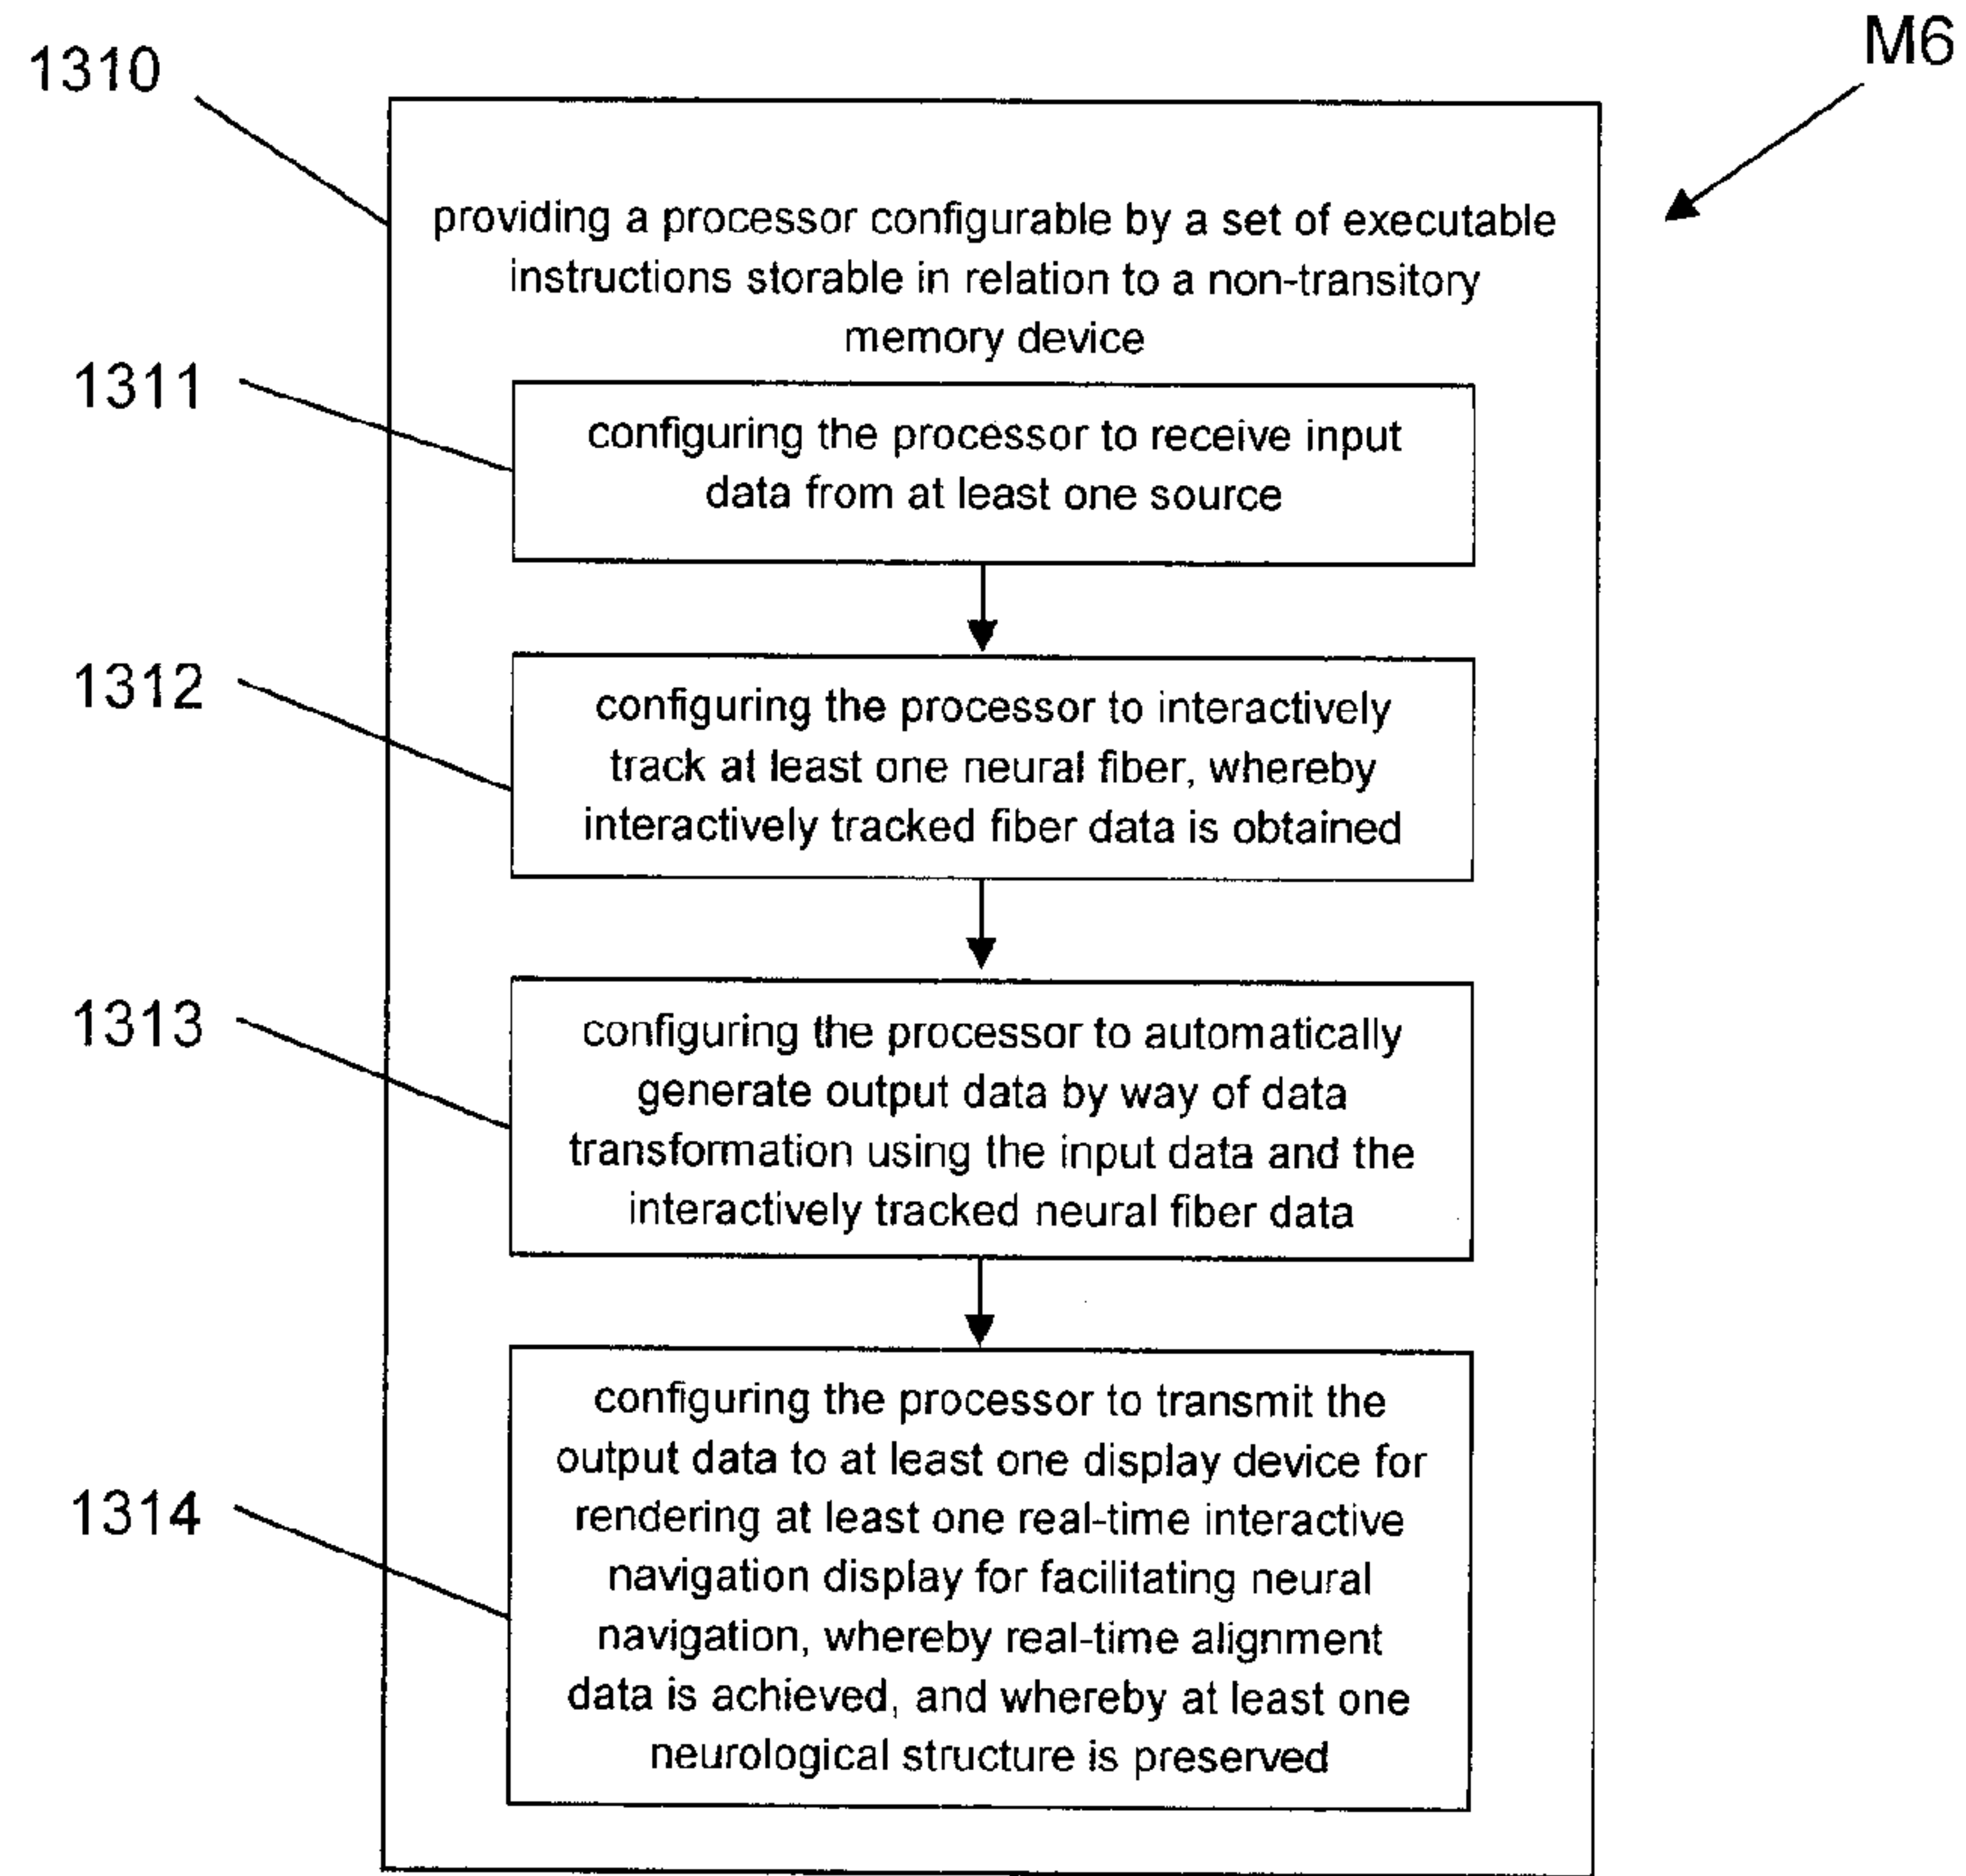 M6
1310
providing a processor configurable by a set of executable
instructions storable in relation to a non-transitory
memory device
1311
configuring the processor to receive input
data from at least one source
1312
configuring the processor to interactively
track at least one neural fiber, whereby
interactively tracked fiber data is obtained
1313
configuring the processor to automatically
generate output data by way of data
transformation using the input data and the
interactively tracked neural fiber data
1314
configuring the processor to transmit the
output data to at least one display device for
rendering at least one real-time interactive
navigation display for facilitating neural
navigation, whereby real-time alignment
data is achieved, and whereby at least one
neurological structure is preserved